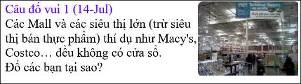 Câu đố vui 1 (14-Jul)
Các Mall và các siêu thị lớn (trừ siêu
thị bán thực phẩm) thí dụ như Macy's,
Costco… đều không có cửa sổ.
Đố các bạn tại sao?